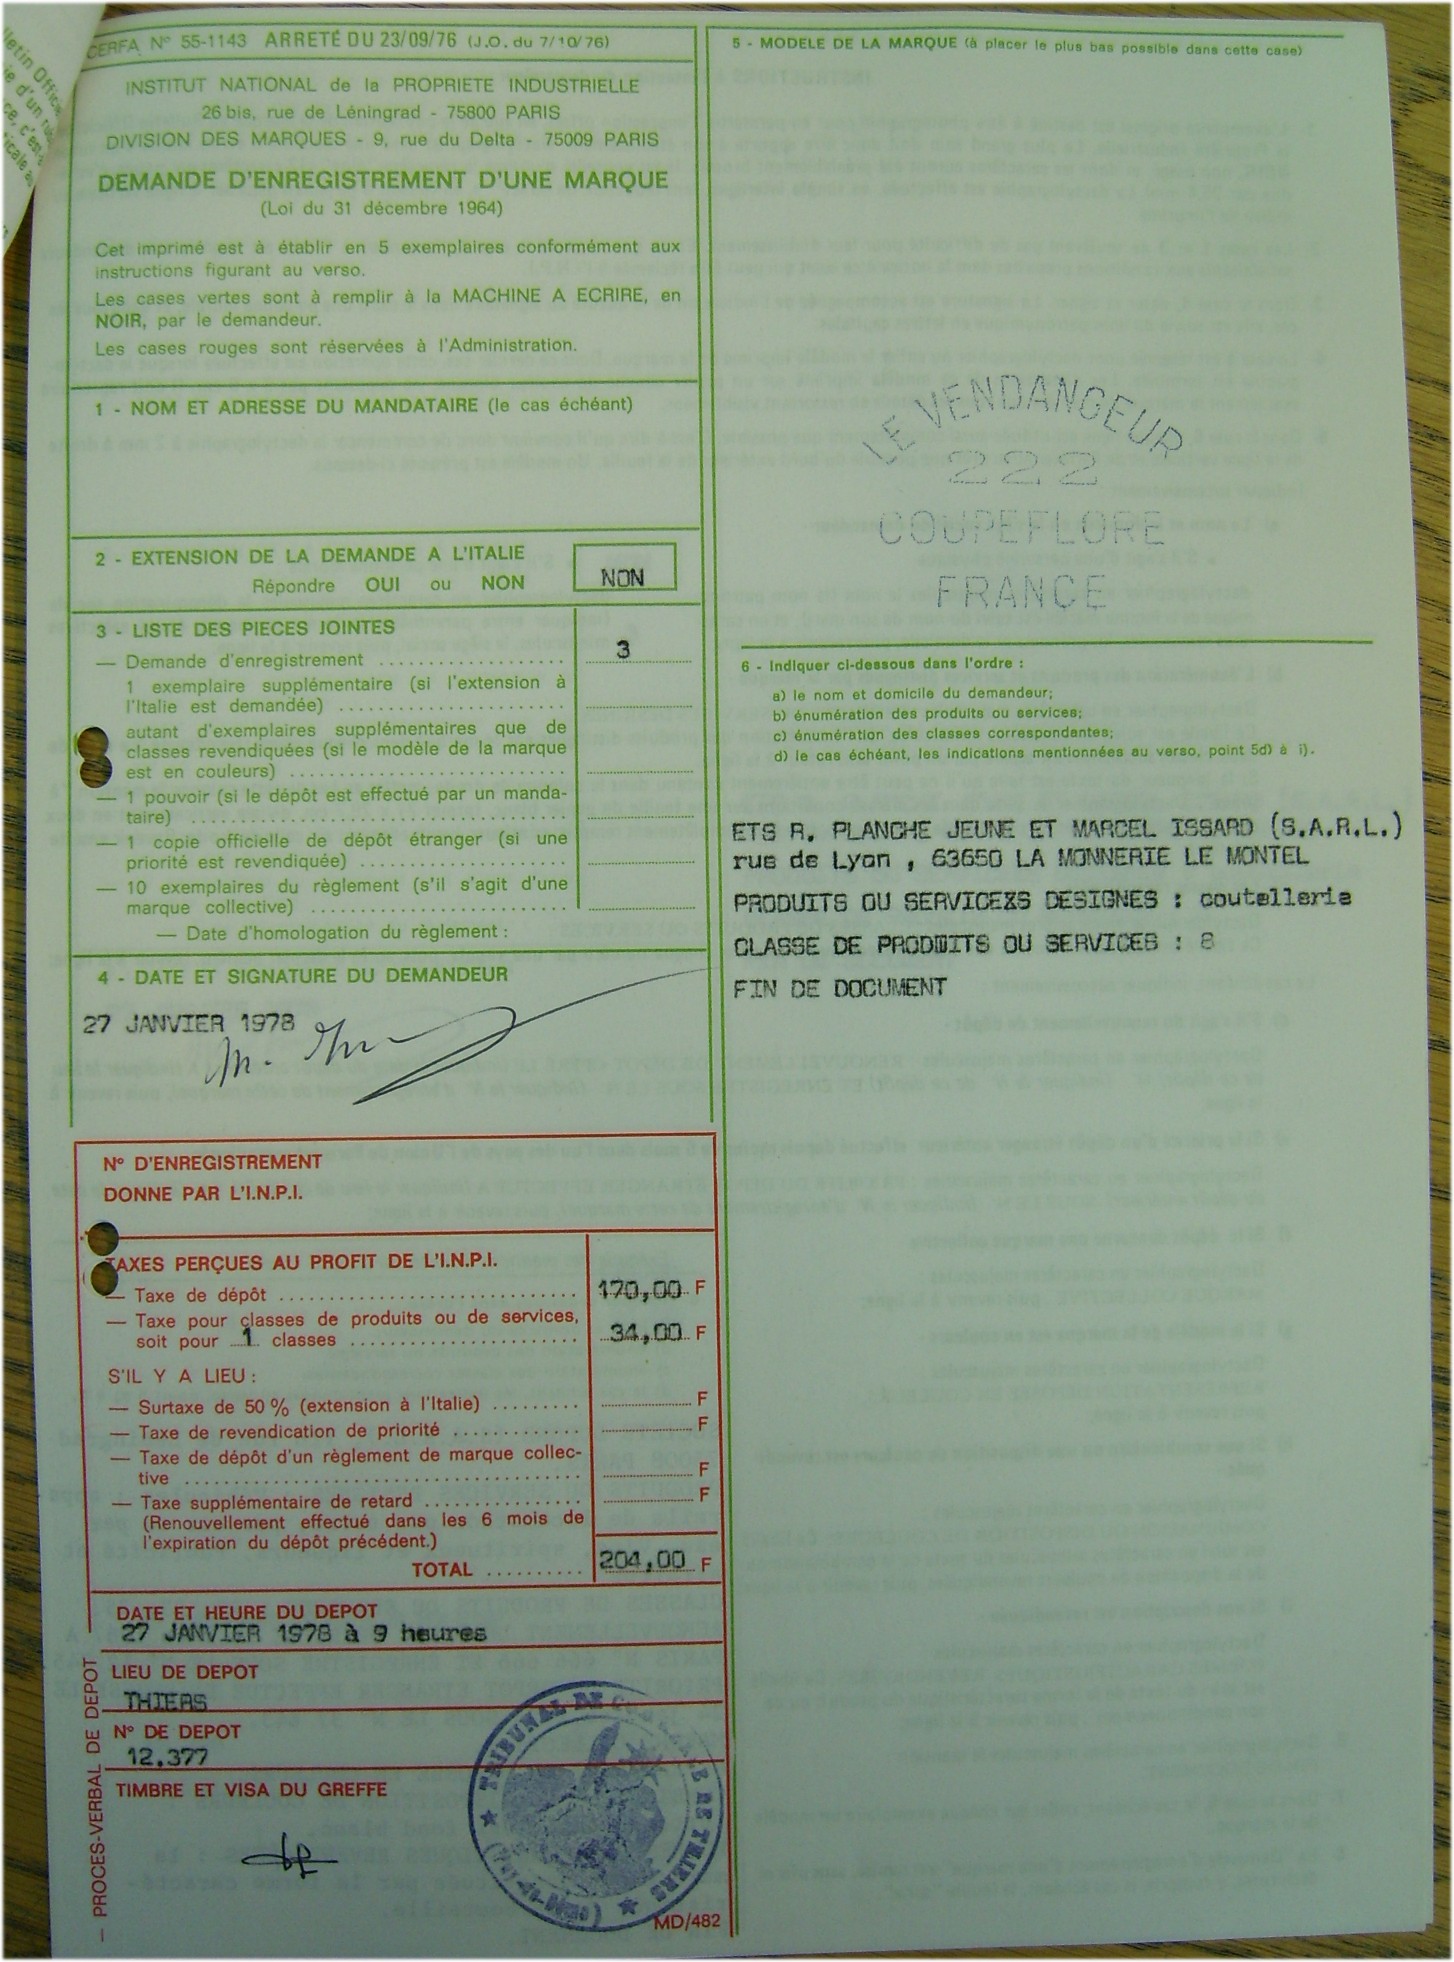 CERFA N° 55-1143 ARRETÉ DU 23/09/76 (J.O. du 7/10/76)
INSTITUT NATIONAL de la PROPRIETE INDUSTRIELLE
26 bis, rue de Léningrad - 75800 PARIS
DIVISION DES MARQUES - 9, rue du Delta - 75009 PARIS
DEMANDE D'ENREGISTREMENT D'UNE MARQUE
(Loi du 31 décembre 1964)
Cet imprimé est à établir en 5 exemplaires conformément aux
instructions figurant au verso.
Les cases vertes sont à remplir à la MACHINE A ECRIRE, en
NOIR, par le demandeur.
Les cases rouges sont réservées à l'Administration.
1 - NOM ET ADRESSE DU MANDATAIRE (le cas échéant)
2 - EXTENSION DE LA DEMANDE A L'ITALIE
Répondre OUI ou NON
NON
3 - LISTE DES PIECES JOINTES
— Demande d'enregistrement .................... 3
1 exemplaire supplémentaire (si l'extension à
l'Italie est demandée) ....................
autant d'exemplaires supplémentaires que de
classes revendiquées (si le modèle de la marque
est en couleurs) ....................
— 1 pouvoir (si le dépôt est effectué par un manda-
taire) ....................
— 1 copie officielle de dépôt étranger (si une
priorité est revendiquée) ....................
— 10 exemplaires du règlement (s'il s'agit d'une
marque collective) ....................
— Date d'homologation du règlement :
4 - DATE ET SIGNATURE DU DEMANDEUR
27 JANVIER 1978
N° D'ENREGISTREMENT
DONNE PAR L'I.N.P.I.
TAXES PERÇUES AU PROFIT DE L'I.N.P.I.
— Taxe de dépôt .................... 170,00 F
— Taxe pour classes de produits ou de services,
soit pour 1 classes .................... 34,00 F
S'IL Y A LIEU :
— Surtaxe de 50 % (extension à l'Italie) ......... F
— Taxe de revendication de priorité ............. F
— Taxe de dépôt d'un règlement de marque collec-
tive .................... F
— Taxe supplémentaire de retard ................ F
(Renouvellement effectué dans les 6 mois de
l'expiration du dépôt précédent.)
TOTAL .......... 204,00 F
DATE ET HEURE DU DEPOT
27 JANVIER 1978 à 9 heures
LIEU DE DEPOT
THIERS
N° DE DEPOT
12.377
TIMBRE ET VISA DU GREFFE
— PROCES-VERBAL DE DEPOT
TRIBUNAL DE COMMERCE DE THIERS
(Puy-de-Dôme)
MD/482
5 - MODELE DE LA MARQUE (à placer le plus bas possible dans cette case)
LE VENDANGEUR
222
COUPEFLORE
FRANCE
6 - Indiquer ci-dessous dans l'ordre :
a) le nom et domicile du demandeur;
b) énumération des produits ou services;
c) énumération des classes correspondantes;
d) le cas échéant, les indications mentionnées au verso, point 5d) à i).
ETS R. PLANCHE JEUNE ET MARCEL ISSARD (S.A.R.L.)
rue de Lyon , 63650 LA MONNERIE LE MONTEL
PRODUITS OU SERVICEXS DESIGNES : coutellerie
CLASSE DE PRODUITS OU SERVICES : 8
FIN DE DOCUMENT